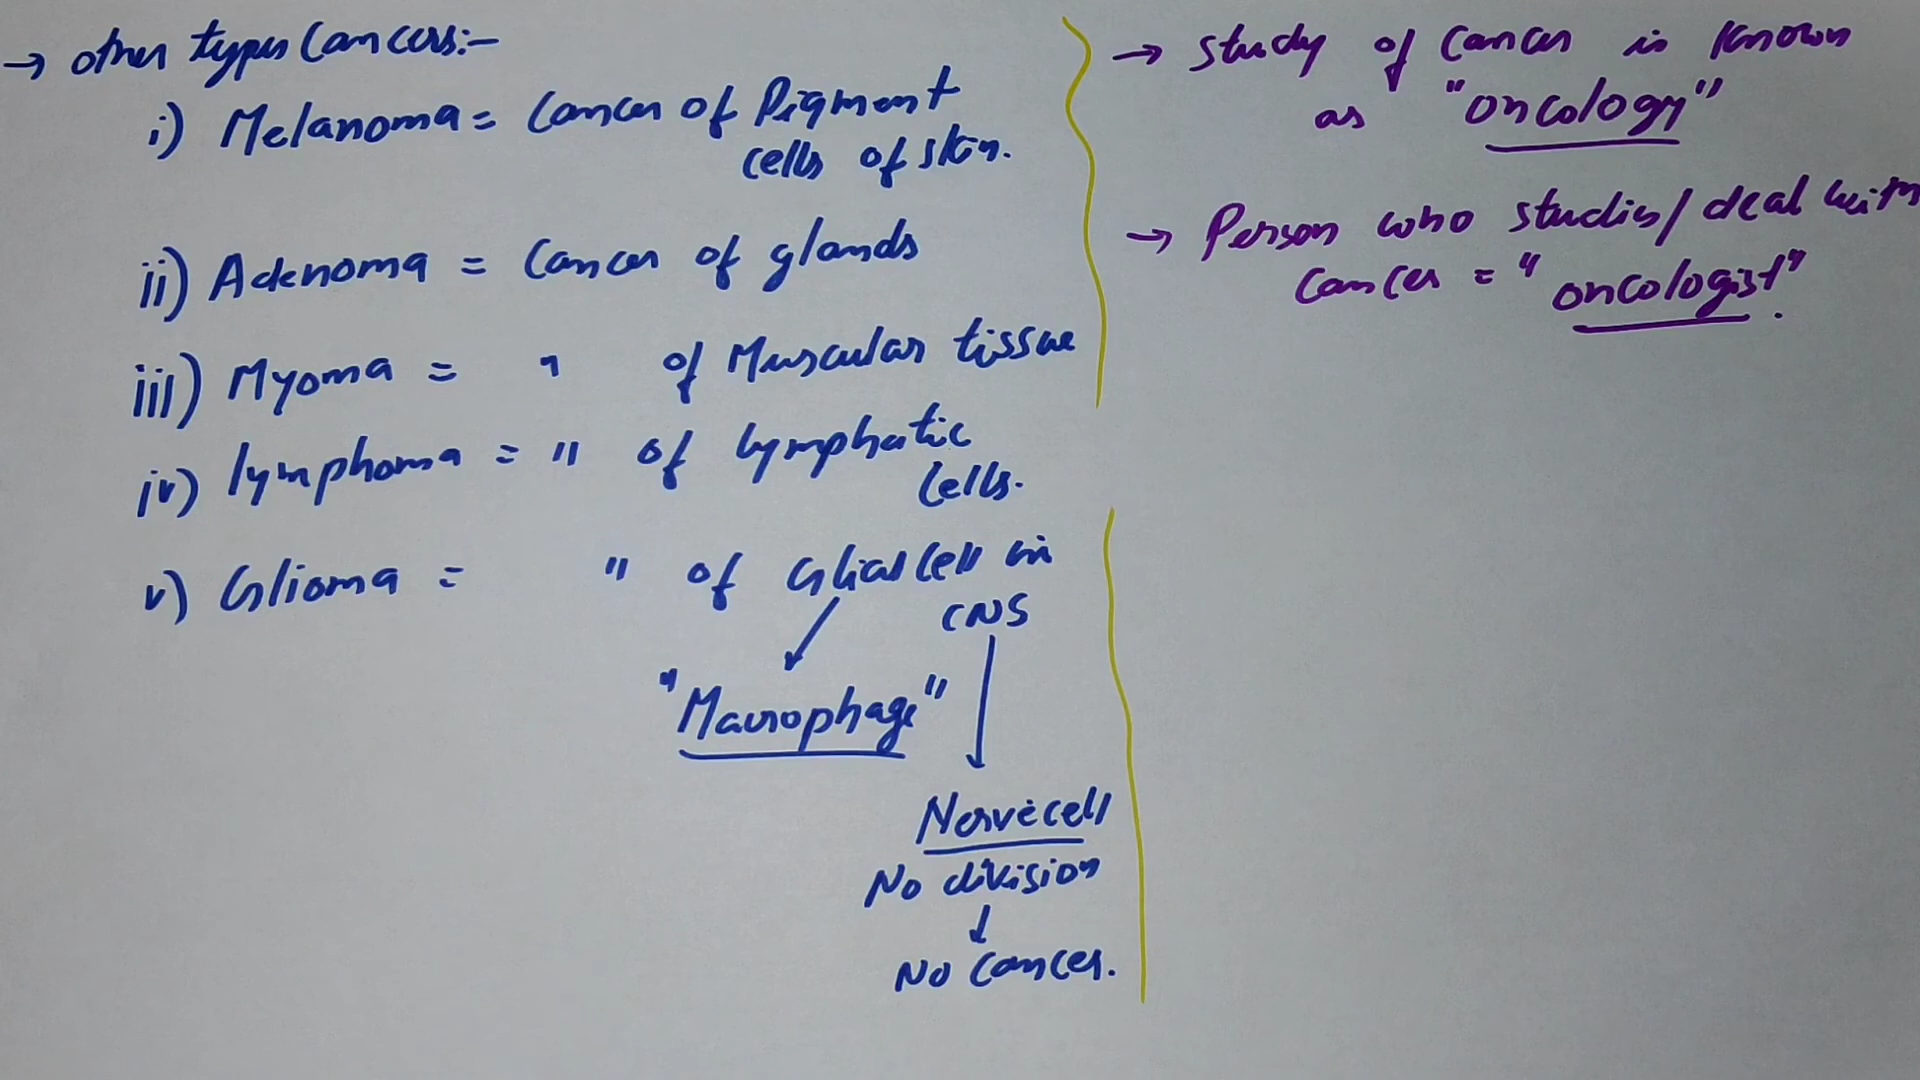 → other types Cancers:-
i) Melanoma = Cancer of Pigment
cells of skin.
ii) Adenoma = Cancer of glands
iii) Myoma = " of Muscular tissue
iv) lymphoma = " of lymphatic
Cells.
v) Glioma = " of Glial cell in
CNS
"Macrophage"
Nerve cell
No division
↓
No Cancer.
→ Study of Cancer is known
as "oncology"
→ Person who studies/deal with
Cancer = "oncologist".